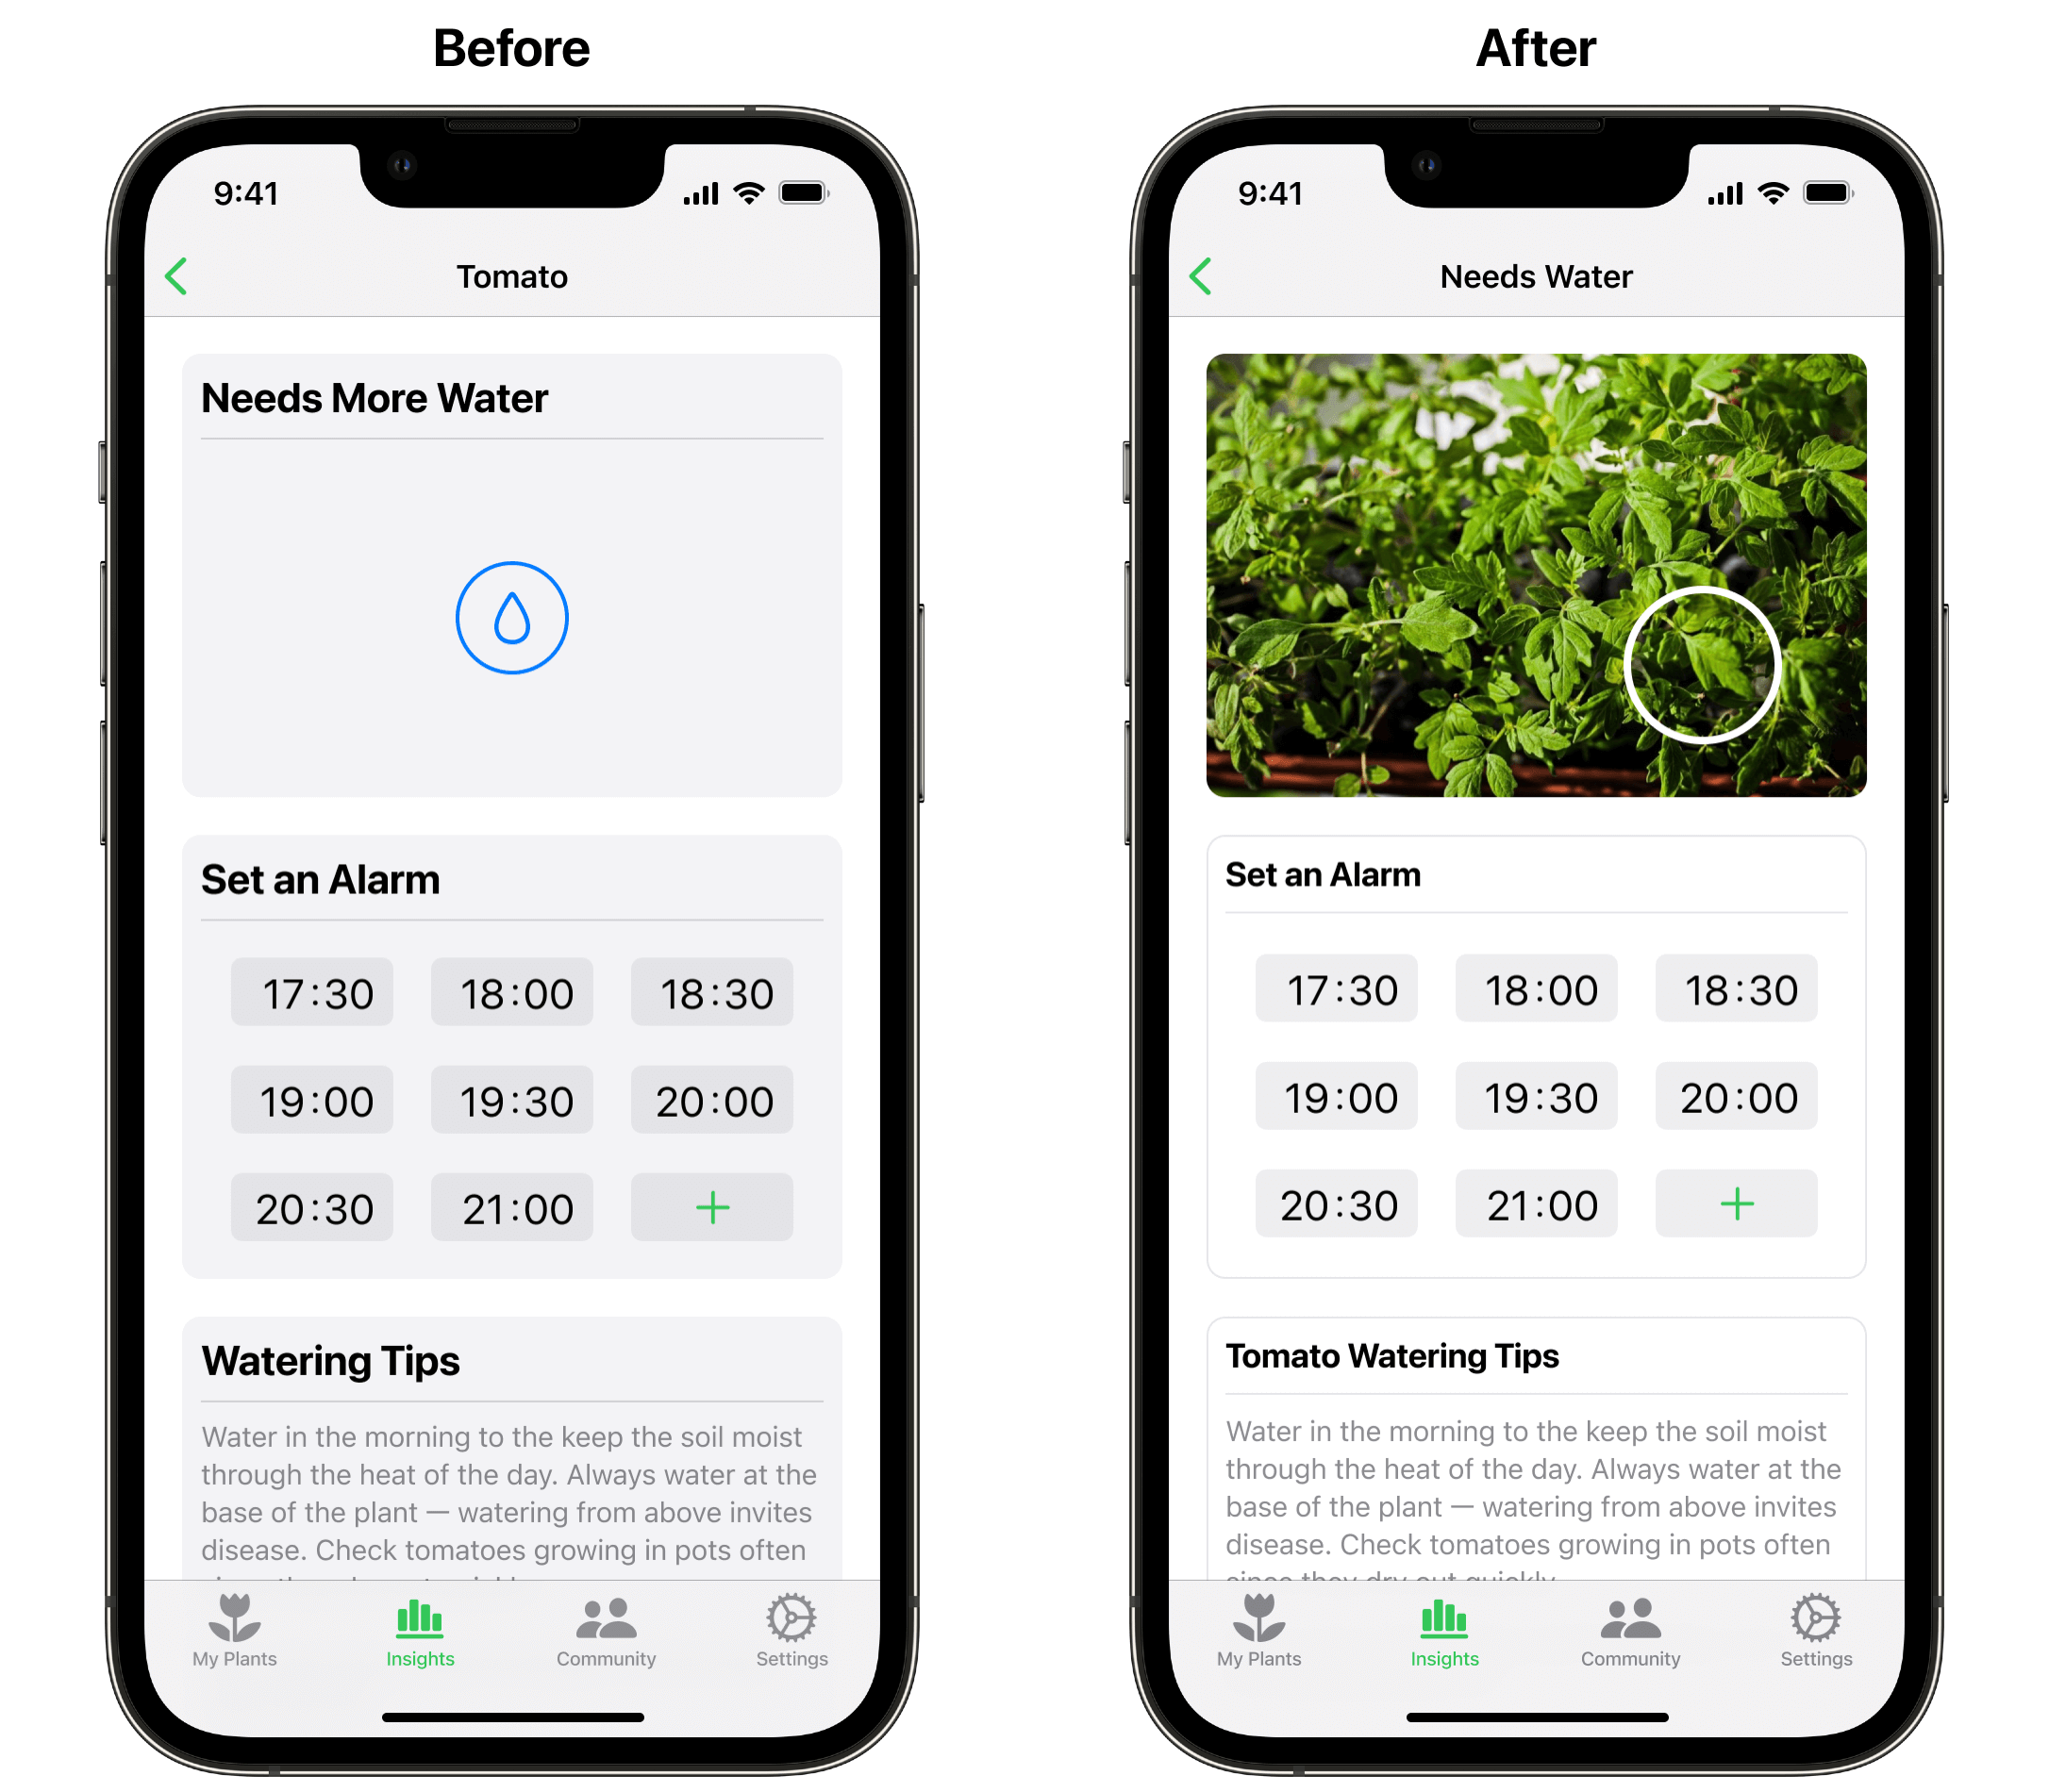 Before
9:41
Tomato
Needs More Water
Set an Alarm
17:30 18:00 18:30
19:00 19:30 20:00
20:30 21:00 +
Watering Tips
Water in the morning to the keep the soil moist
through the heat of the day. Always water at the
base of the plant — watering from above invites
disease. Check tomatoes growing in pots often
My Plants Insights Community Settings
After
9:41
Needs Water
Set an Alarm
17:30 18:00 18:30
19:00 19:30 20:00
20:30 21:00 +
Tomato Watering Tips
Water in the morning to the keep the soil moist
through the heat of the day. Always water at the
base of the plant — watering from above invites
disease. Check tomatoes growing in pots often
since they dry out quickly.
My Plants Insights Community Settings